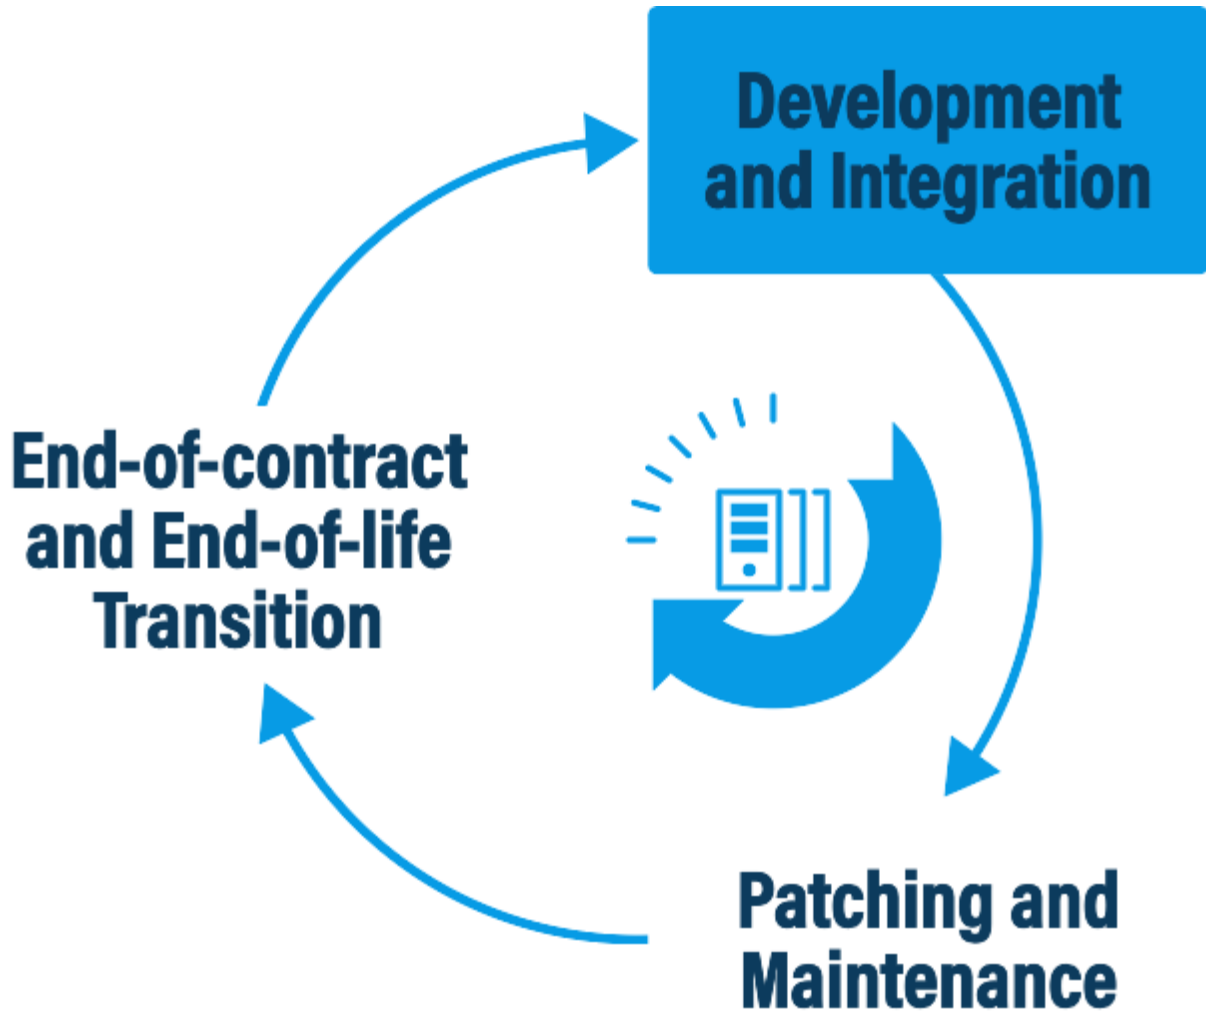 Development
and Integration
End-of-contract
and End-of-life
Transition
Patching and
Maintenance